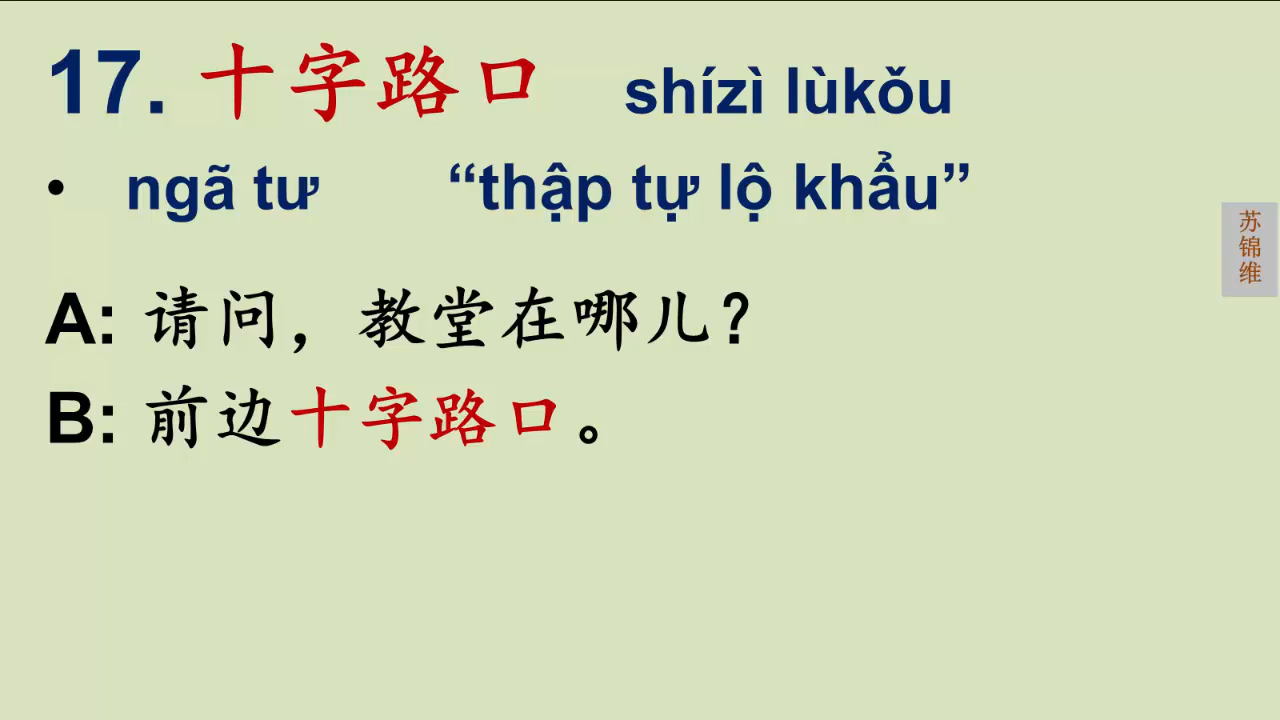 17. 十字路口 shízì lùkǒu
• ngã tư “thập tự lộ khẩu”
A: 请问，教堂在哪儿？
B: 前边十字路口。
苏
锦
维